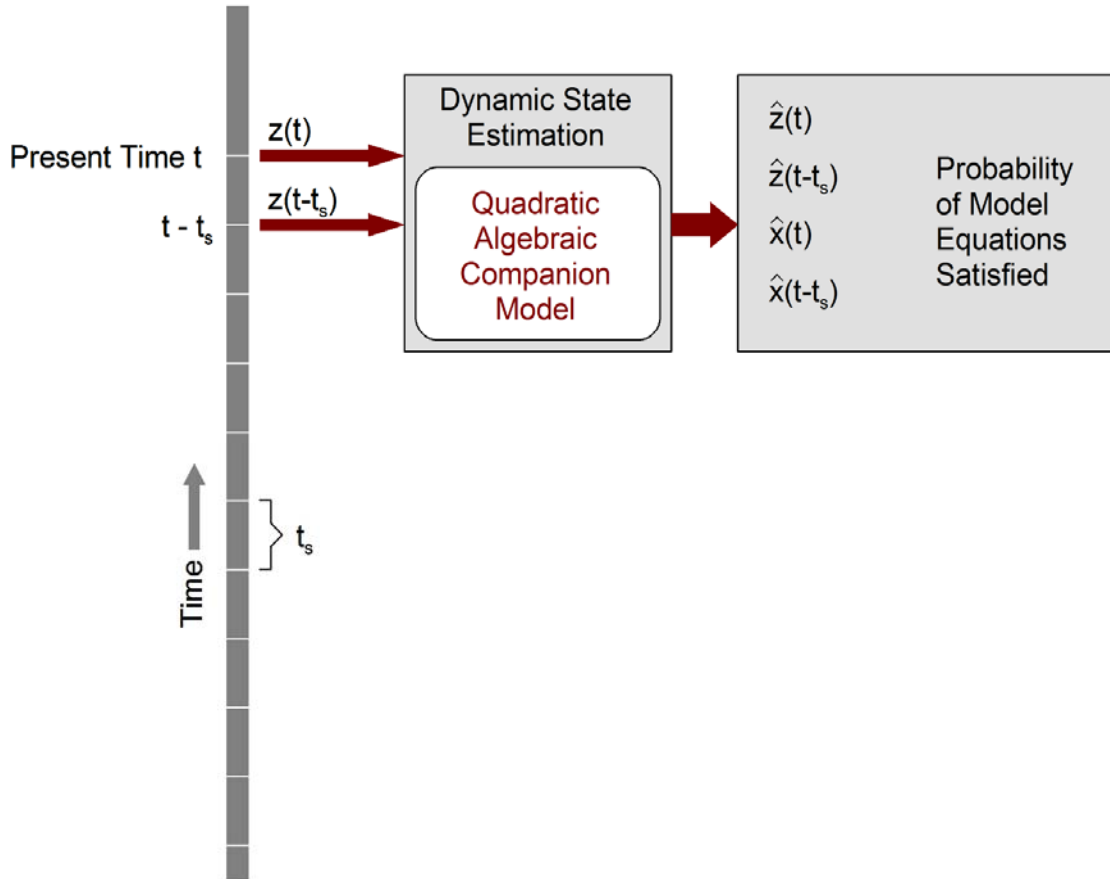 Present Time t
t - tₛ
z(t)
z(t-tₛ)
Dynamic State
Estimation
Quadratic
Algebraic
Companion
Model
ẑ(t)
ẑ(t-tₛ)
x̂(t)
x̂(t-tₛ)
Probability
of Model
Equations
Satisfied
tₛ
Time